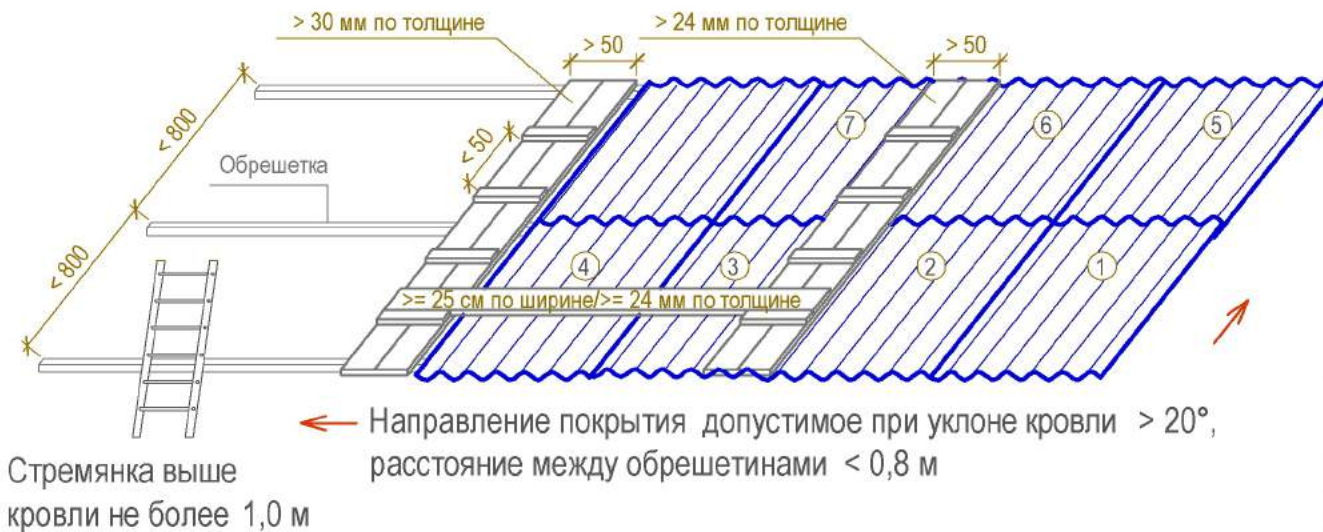 > 30 мм по толщине
> 24 мм по толщине
> 50
> 50
< 800
< 50
Обрешетка
< 800
7
6
5
4
3
2
1
>= 25 см по ширине/>= 24 мм по толщине
Направление покрытия допустимое при уклоне кровли > 20°,
расстояние между обрешетинами < 0,8 м
Стремянка выше
кровли не более 1,0 м